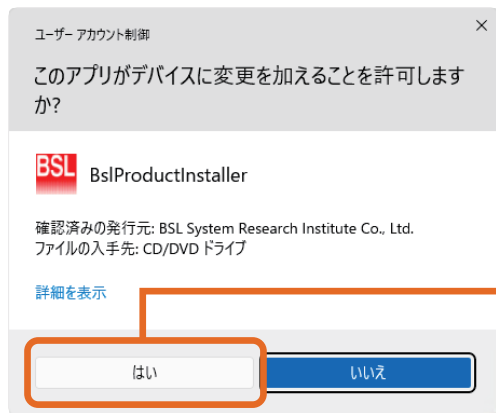 ユーザー アカウント制御
このアプリがデバイスに変更を加えることを許可します
か?
BSL
BslProductInstaller
確認済みの発行元: BSL System Research Institute Co., Ltd.
ファイルの入手先: CD/DVD ドライブ
詳細を表示
はい
いいえ